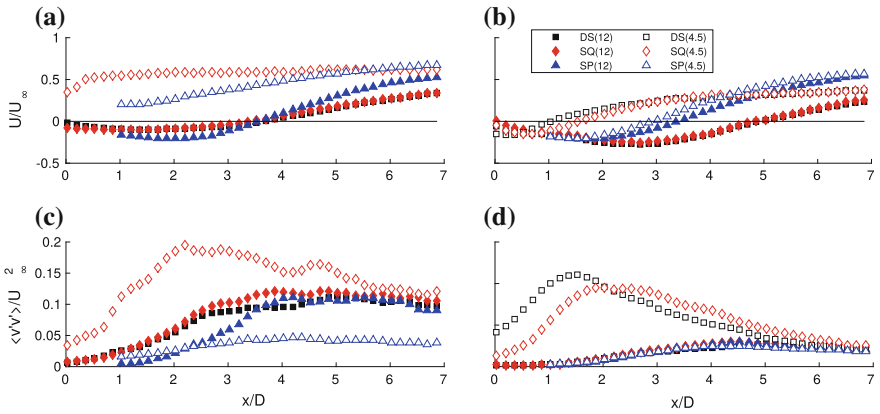 (a)
(b)
1
0.5
0
-0.5
U/U∞
0 1 2 3 4 5 6 7
DS(12) DS(4.5)
SQ(12) SQ(4.5)
SP(12) SP(4.5)
0 1 2 3 4 5 6 7
(c)
(d)
0.2
0.15
0.1
0.05
0
<v'v'>/U∞²
0 1 2 3 4 5 6 7
x/D
0 1 2 3 4 5 6 7
x/D